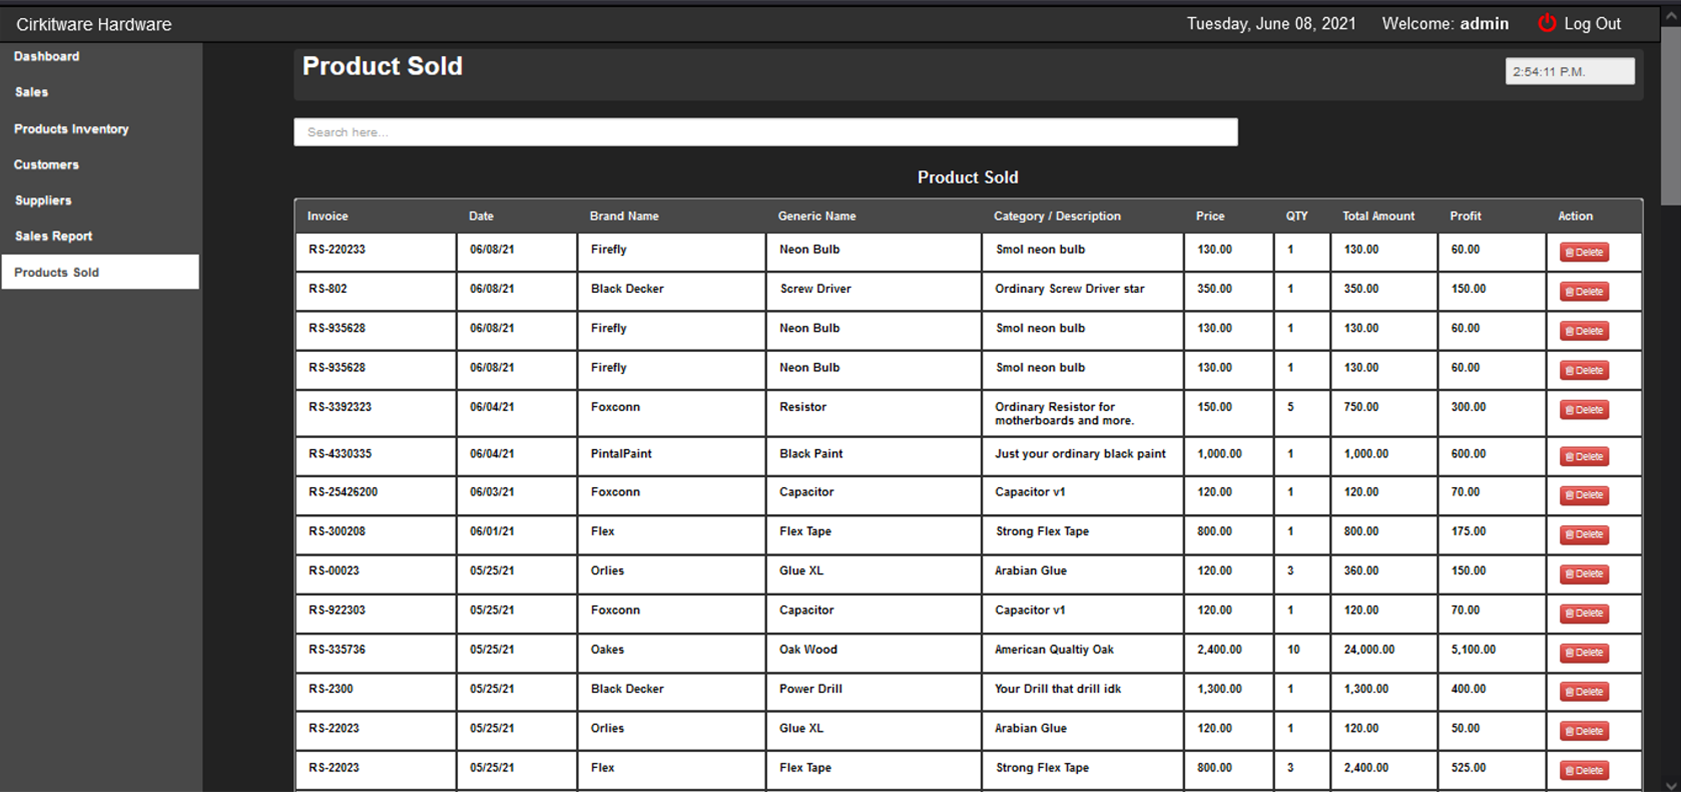 Cirkitware Hardware Tuesday, June 08, 2021 Welcome: admin Log Out
Dashboard
Sales
Products Inventory
Customers
Suppliers
Sales Report
Products Sold
Product Sold
2:54:11 P.M.
Search here...
Product Sold
Invoice Date Brand Name Generic Name Category / Description Price QTY Total Amount Profit Action
RS-220233 06/08/21 Firefly Neon Bulb Smol neon bulb 130.00 1 130.00 60.00 Delete
RS-802 06/08/21 Black Decker Screw Driver Ordinary Screw Driver star 350.00 1 350.00 150.00 Delete
RS-935628 06/08/21 Firefly Neon Bulb Smol neon bulb 130.00 1 130.00 60.00 Delete
RS-935628 06/08/21 Firefly Neon Bulb Smol neon bulb 130.00 1 130.00 60.00 Delete
RS-3392323 06/04/21 Foxconn Resistor Ordinary Resistor for 150.00 5 750.00 300.00 Delete
motherboards and more.
RS-4330335 06/04/21 PintalPaint Black Paint Just your ordinary black paint 1,000.00 1 1,000.00 600.00 Delete
RS-25426200 06/03/21 Foxconn Capacitor Capacitor v1 120.00 1 120.00 70.00 Delete
RS-300208 06/01/21 Flex Flex Tape Strong Flex Tape 800.00 1 800.00 175.00 Delete
RS-00023 05/25/21 Orlies Glue XL Arabian Glue 120.00 3 360.00 150.00 Delete
RS-922303 05/25/21 Foxconn Capacitor Capacitor v1 120.00 1 120.00 70.00 Delete
RS-335736 05/25/21 Oakes Oak Wood American Qualtiy Oak 2,400.00 10 24,000.00 5,100.00 Delete
RS-2300 05/25/21 Black Decker Power Drill Your Drill that drill idk 1,300.00 1 1,300.00 400.00 Delete
RS-22023 05/25/21 Orlies Glue XL Arabian Glue 120.00 1 120.00 50.00 Delete
RS-22023 05/25/21 Flex Flex Tape Strong Flex Tape 800.00 3 2,400.00 525.00 Delete